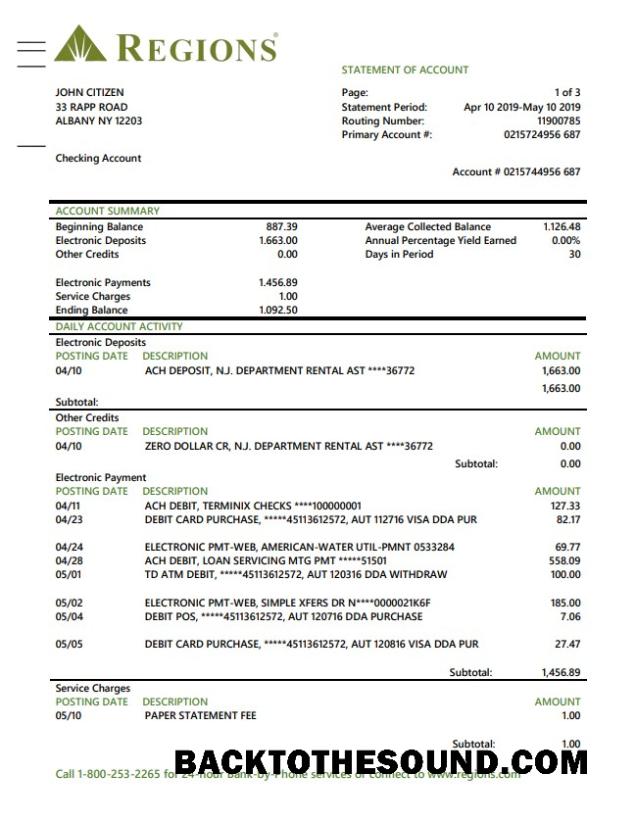 REGIONS®
STATEMENT OF ACCOUNT
JOHN CITIZEN
33 RAPP ROAD
ALBANY NY 12203
Page: 1 of 3
Statement Period: Apr 10 2019-May 10 2019
Routing Number: 11900785
Primary Account #: 0215724956 687
Checking Account
Account # 0215744956 687
ACCOUNT SUMMARY
Beginning Balance 887.39 Average Collected Balance 1.126.48
Electronic Deposits 1.663.00 Annual Percentage Yield Earned 0.00%
Other Credits 0.00 Days in Period 30
Electronic Payments 1.456.89
Service Charges 1.00
Ending Balance 1.092.50
DAILY ACCOUNT ACTIVITY
Electronic Deposits
POSTING DATE DESCRIPTION AMOUNT
04/10 ACH DEPOSIT, N.J. DEPARTMENT RENTAL AST ****36772 1,663.00
1,663.00
Subtotal:
Other Credits
POSTING DATE DESCRIPTION AMOUNT
04/10 ZERO DOLLAR CR, N.J. DEPARTMENT RENTAL AST ****36772 0.00
Subtotal: 0.00
Electronic Payment
POSTING DATE DESCRIPTION AMOUNT
04/11 ACH DEBIT, TERMINIX CHECKS ****100000001 127.33
04/23 DEBIT CARD PURCHASE, *****45113612572, AUT 112716 VISA DDA PUR 82.17
04/24 ELECTRONIC PMT-WEB, AMERICAN-WATER UTIL-PMNT 0533284 69.77
04/28 ACH DEBIT, LOAN SERVICING MTG PMT *****51501 558.09
05/01 TD ATM DEBIT, *****45113612572, AUT 120316 DDA WITHDRAW 100.00
05/02 ELECTRONIC PMT-WEB, SIMPLE XFERS DR N****0000021K6F 185.00
05/04 DEBIT POS, *****45113612572, AUT 120716 DDA PURCHASE 7.06
05/05 DEBIT CARD PURCHASE, *****45113612572, AUT 120816 VISA DDA PUR 27.47
Subtotal: 1,456.89
Service Charges
POSTING DATE DESCRIPTION AMOUNT
05/10 PAPER STATEMENT FEE 1.00
Subtotal: 1.00
BACKTOTHESOUND.COM
Call 1-800-253-2265 for 24-hour Bank-by-Phone services or connect to www.regions.com